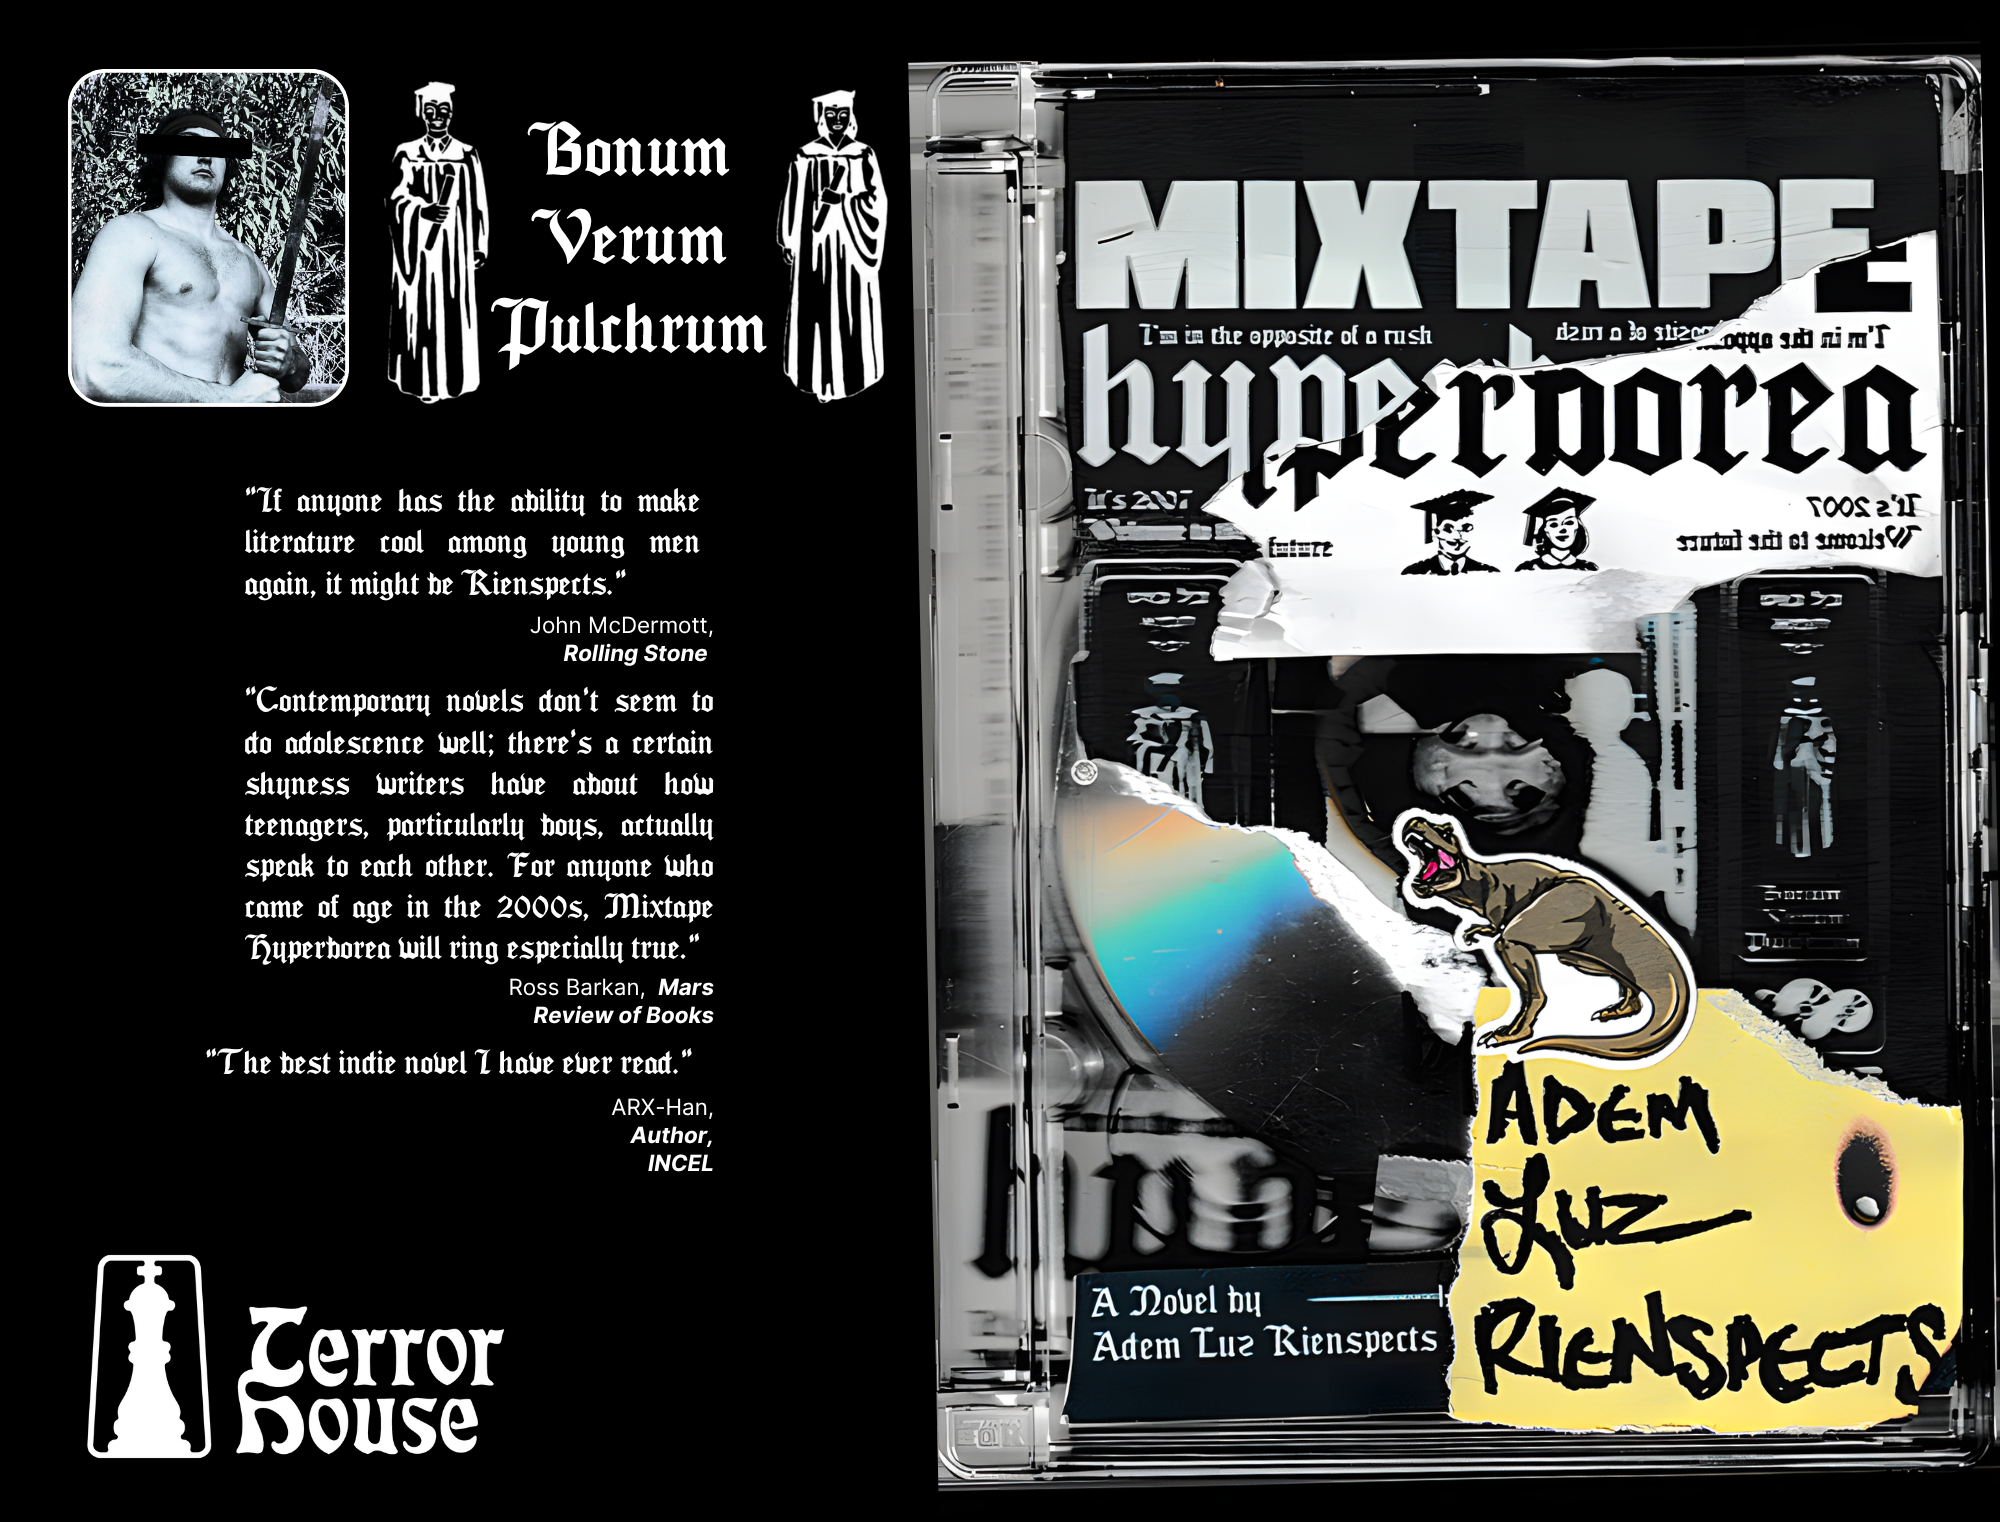 Bonum
Verum
Pulchrum
"If anyone has the ability to make
literature cool among young men
again, it might be Rienspects."
John McDermott,
Rolling Stone
"Contemporary novels don't seem to
do adolescence well; there's a certain
shyness writers have about how
teenagers, particularly boys, actually
speak to each other. For anyone who
came of age in the 2000s, Mixtape
Hyperborea will ring especially true."
Ross Barkan, Mars
Review of Books
"The best indie novel I have ever read."
ARX-Han,
Author,
INCEL
Terror
House
MIXTAPE
I'm in the opposite of a rush
I'm in the
hyperborea
It's 2007
It's 2007
future
Welcome to the future
ADEM
LUZ
RIENSPECTS
A Novel by
Adem Luz Rienspects